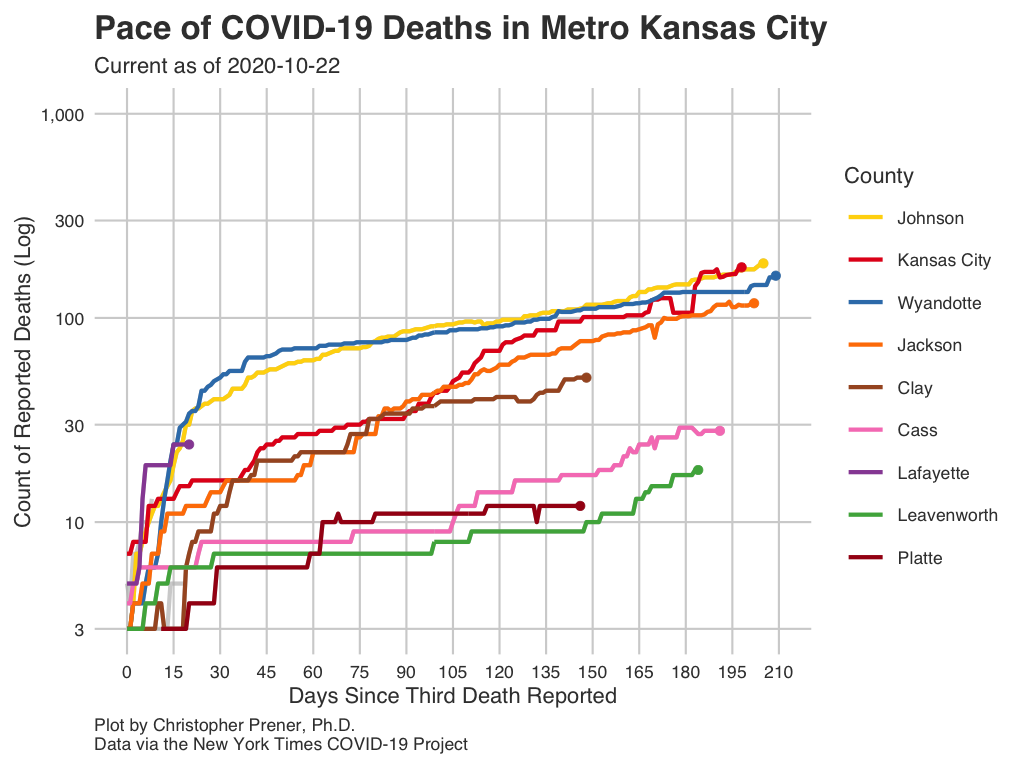 Pace of COVID-19 Deaths in Metro Kansas City
Current as of 2020-10-22
Count of Reported Deaths (Log)
1,000
300
100
30
10
3
0 15 30 45 60 75 90 105 120 135 150 165 180 195 210
Days Since Third Death Reported
County
Johnson
Kansas City
Wyandotte
Jackson
Clay
Cass
Lafayette
Leavenworth
Platte
Plot by Christopher Prener, Ph.D.
Data via the New York Times COVID-19 Project